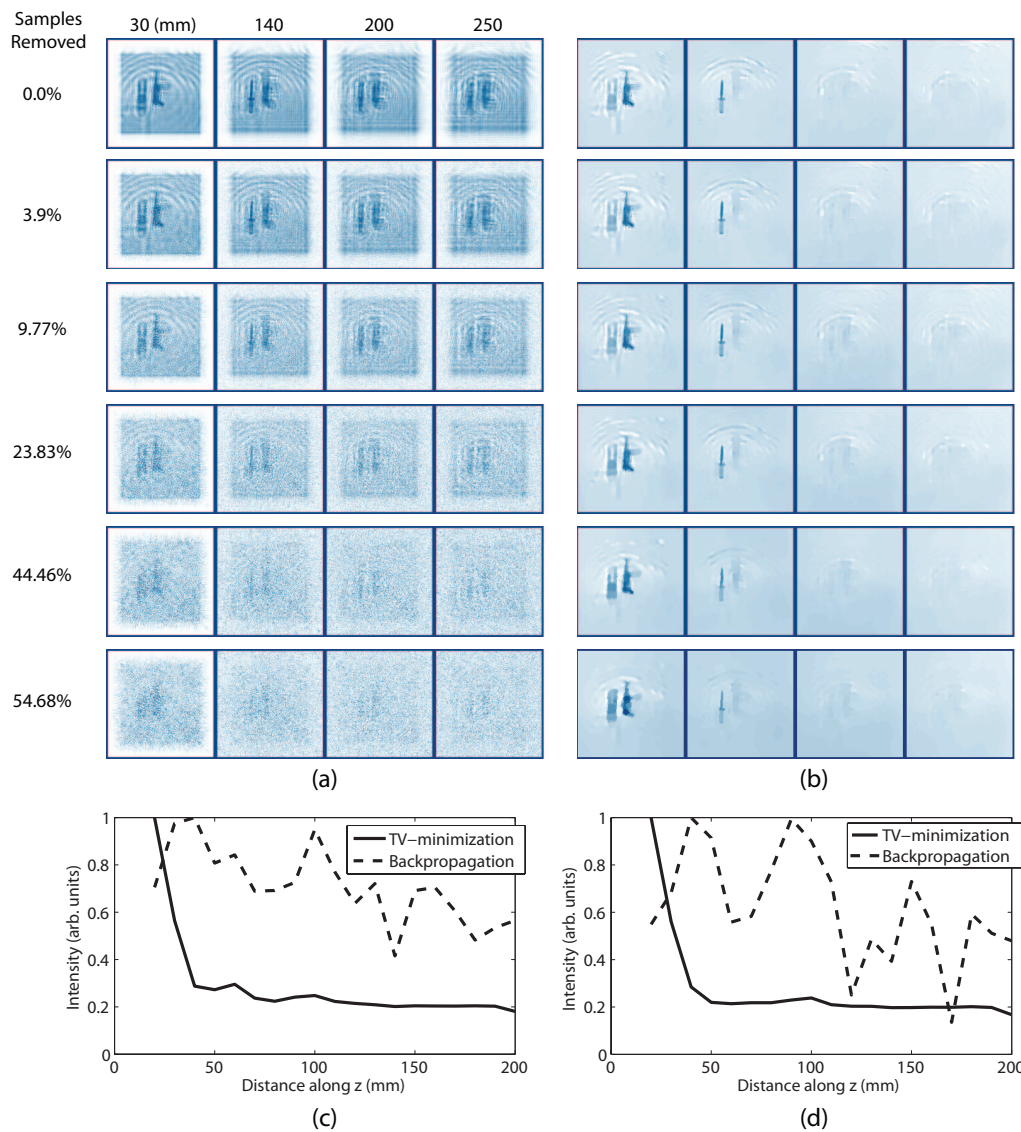 Samples Removed
30 (mm) 140 200 250
0.0%
3.9%
9.77%
23.83%
44.46%
54.68%
(a) (b)
1
0.8
0.6
0.4
0.2
0
Intensity (arb. units)
TV−minimization
Backpropagation
0 50 100 150 200
Distance along z (mm)
(c)
1
0.8
0.6
0.4
0.2
0
Intensity (arb. units)
TV−minimization
Backpropagation
0 50 100 150 200
Distance along z (mm)
(d)